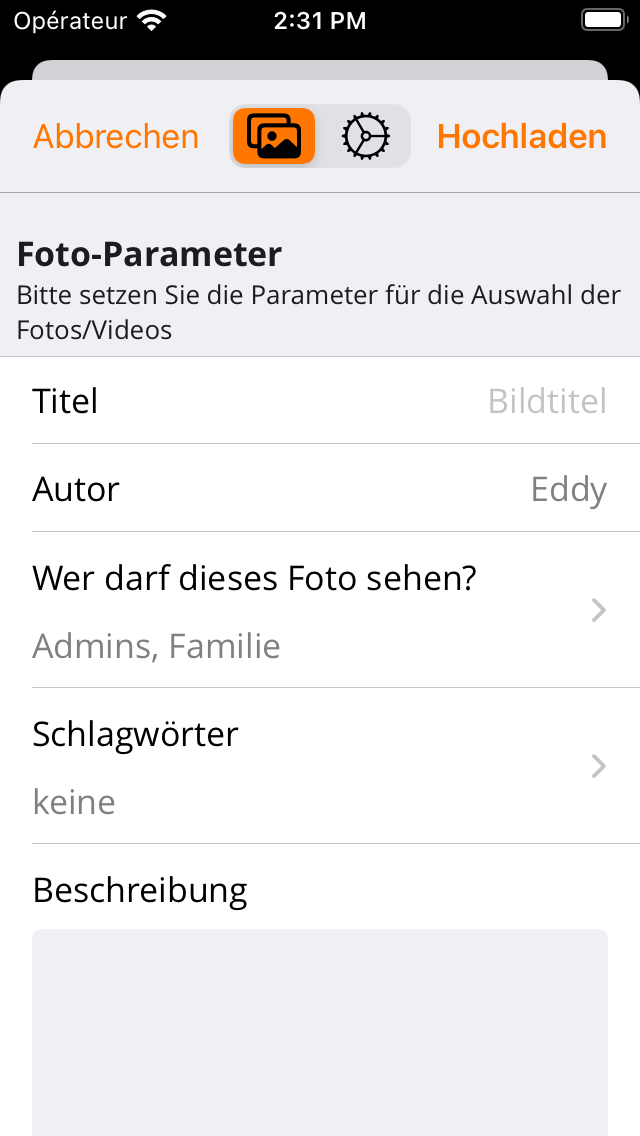 Opérateur 2:31 PM
Abbrechen Hochladen
Foto-Parameter
Bitte setzen Sie die Parameter für die Auswahl der
Fotos/Videos
Titel Bildtitel
Autor Eddy
Wer darf dieses Foto sehen?
Admins, Familie
Schlagwörter
keine
Beschreibung